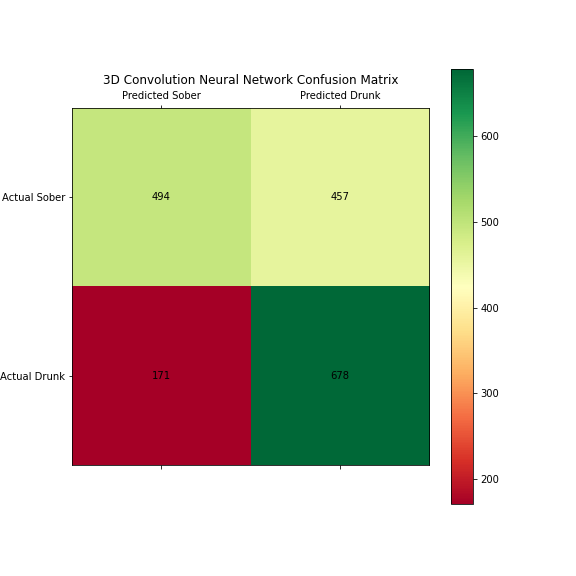 3D Convolution Neural Network Confusion Matrix
Predicted Sober
Predicted Drunk
Actual Sober
494
457
Actual Drunk
171
678
600
500
400
300
200